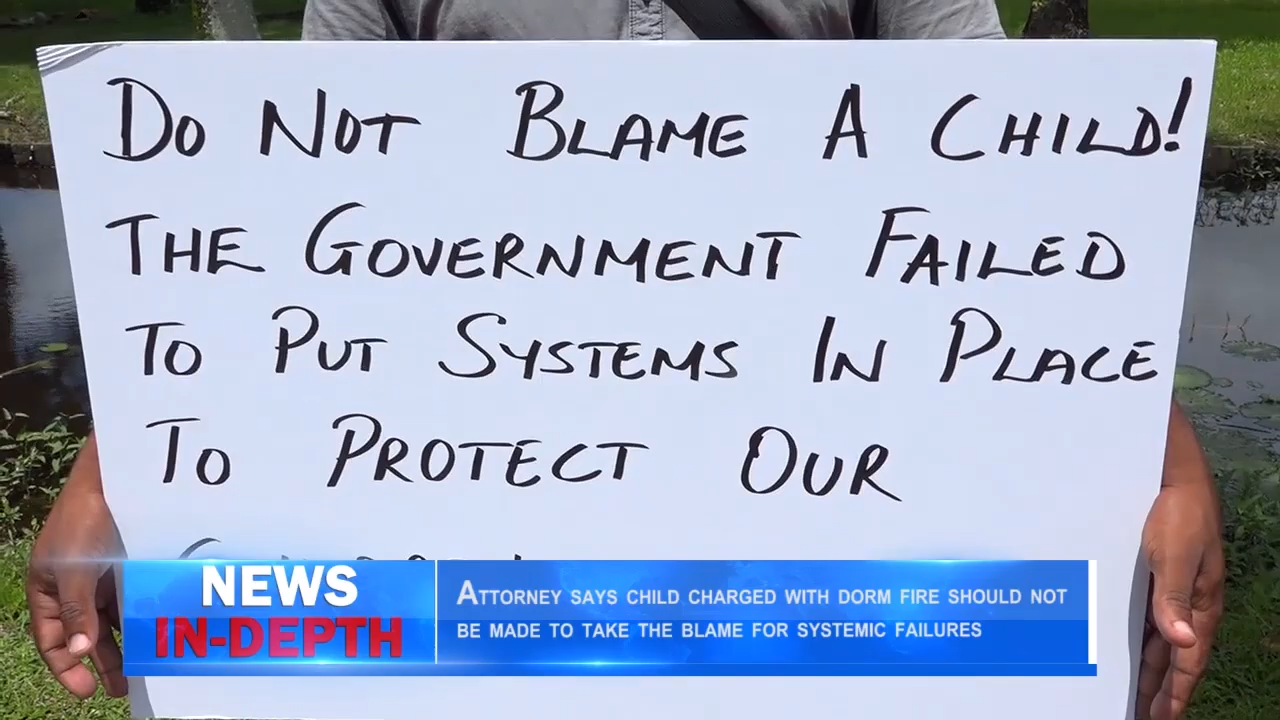 DO NOT BLAME A CHILD!
THE GOVERNMENT FAILED
TO PUT SYSTEMS IN PLACE
TO PROTECT OUR
NEWS
IN-DEPTH
ATTORNEY SAYS CHILD CHARGED WITH DORM FIRE SHOULD NOT
BE MADE TO TAKE THE BLAME FOR SYSTEMIC FAILURES